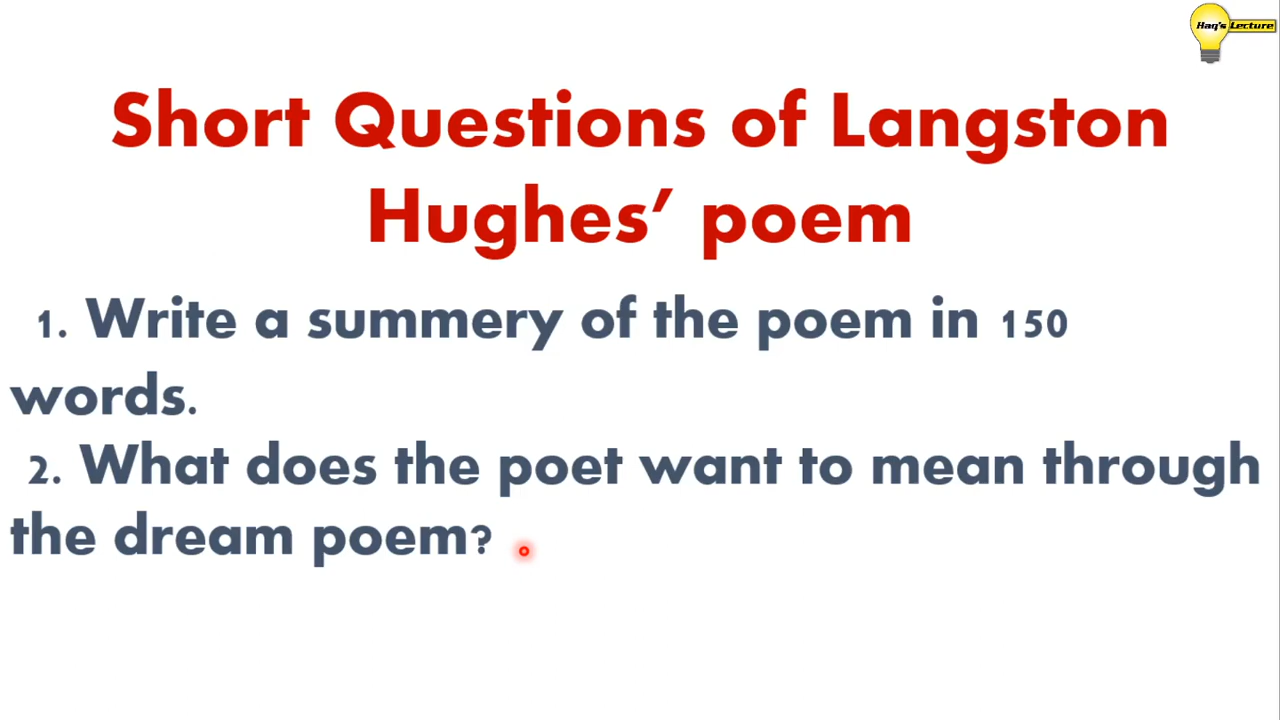 Haq's Lecture
Short Questions of Langston
Hughes’ poem
1. Write a summery of the poem in 150
words.
2. What does the poet want to mean through
the dream poem?